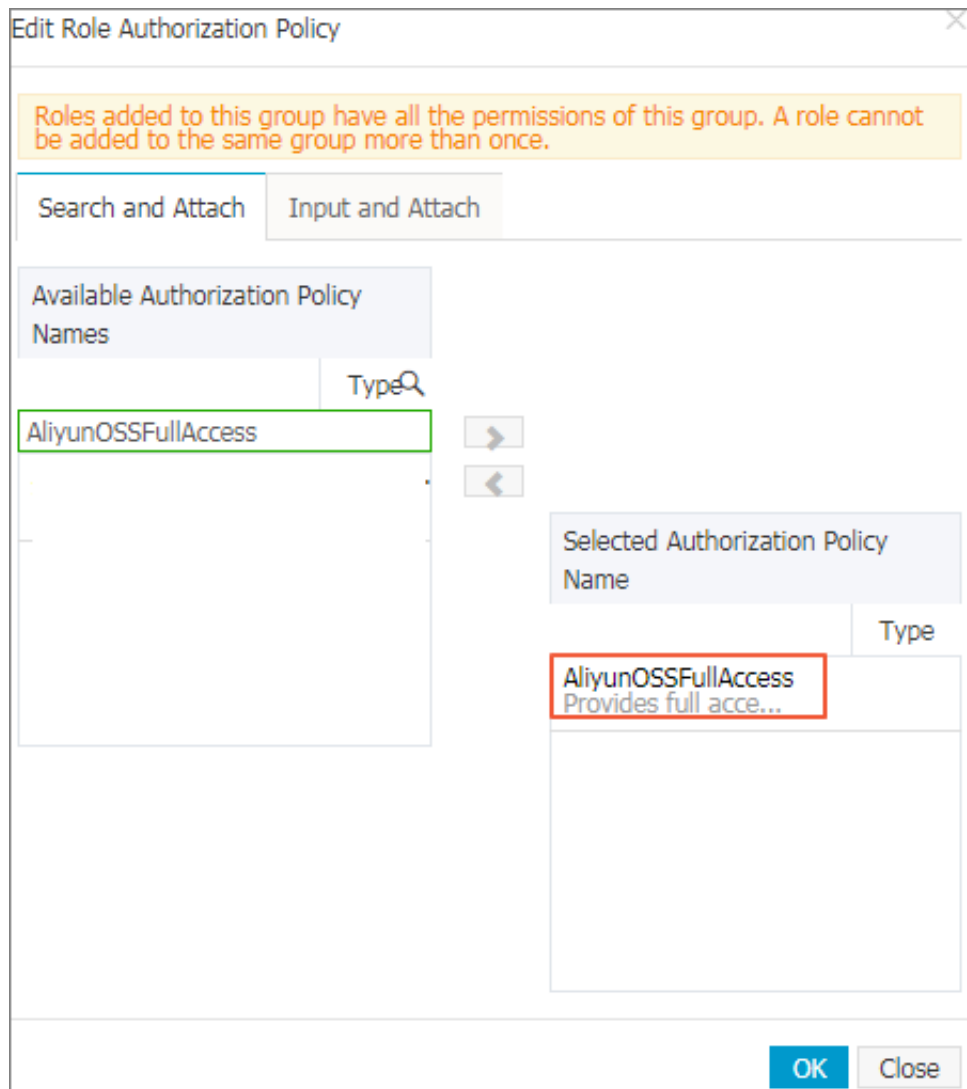 Edit Role Authorization Policy
Roles added to this group have all the permissions of this group. A role cannot
be added to the same group more than once.
Search and Attach
Input and Attach
Available Authorization Policy
Names
Type
AliyunOSSFullAccess
Selected Authorization Policy
Name
Type
AliyunOSSFullAccess
Provides full acce...
OK
Close